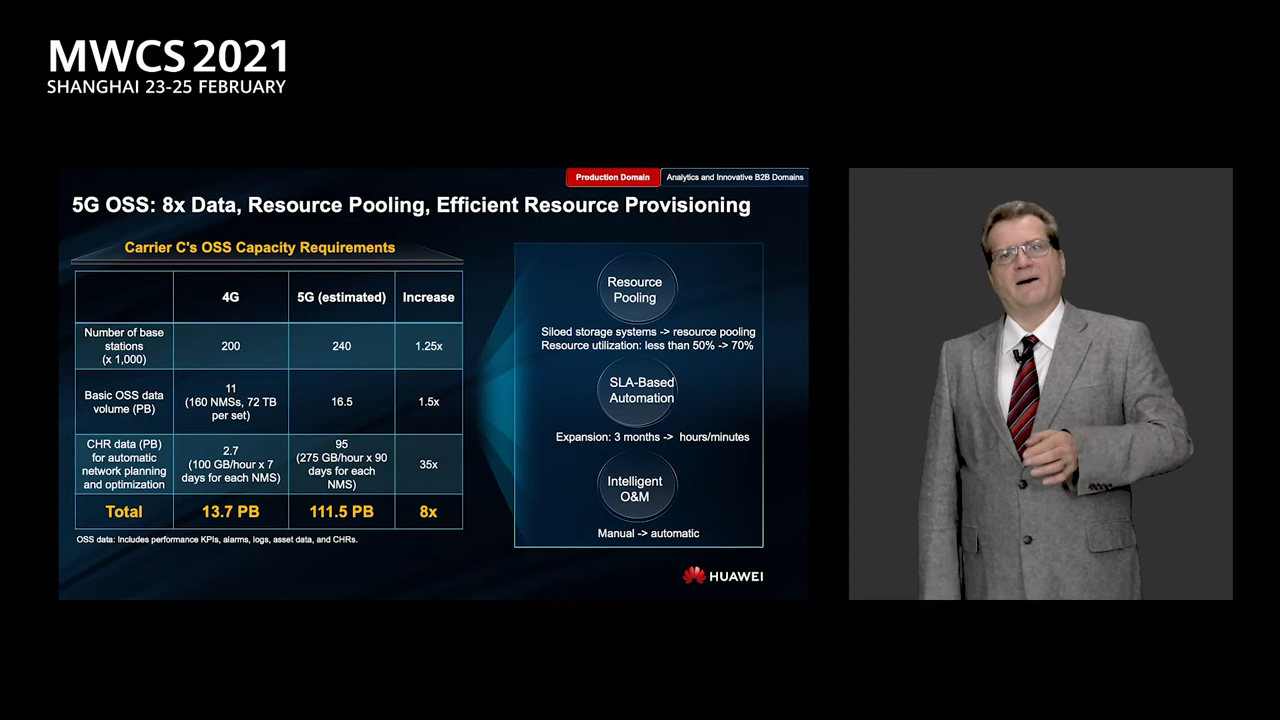 MWCS 2021
SHANGHAI 23-25 FEBRUARY
Production Domain
Analytics and Innovative B2B Domains
5G OSS: 8x Data, Resource Pooling, Efficient Resource Provisioning
Carrier C's OSS Capacity Requirements
4G
5G (estimated)
Increase
Number of base
stations
(x 1,000)
200
240
1.25x
Basic OSS data
volume (PB)
11
(160 NMSs, 72 TB
per set)
16.5
1.5x
CHR data (PB)
for automatic
network planning
and optimization
2.7
(100 GB/hour x 7
days for each NMS)
95
(275 GB/hour x 90
days for each
NMS)
35x
Total
13.7 PB
111.5 PB
8x
OSS data: Includes performance KPIs, alarms, logs, asset data, and CHRs.
Resource
Pooling
Siloed storage systems -> resource pooling
Resource utilization: less than 50% -> 70%
SLA-Based
Automation
Expansion: 3 months -> hours/minutes
Intelligent
O&M
Manual -> automatic
HUAWEI